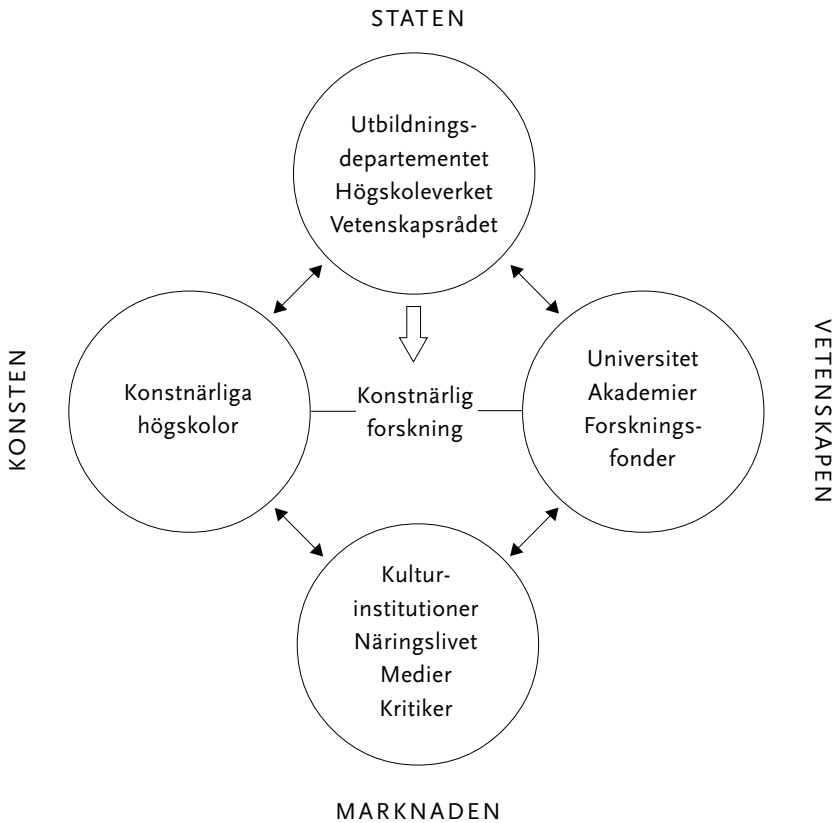 STATEN
Utbildnings-
departementet
Högskoleverket
Vetenskapsrådet
KONSTEN
Konstnärliga
högskolor
Konstnärlig
forskning
Universitet
Akademier
Forsknings-
fonder
VETENSKAPEN
Kultur-
institutioner
Näringslivet
Medier
Kritiker
MARKNADEN